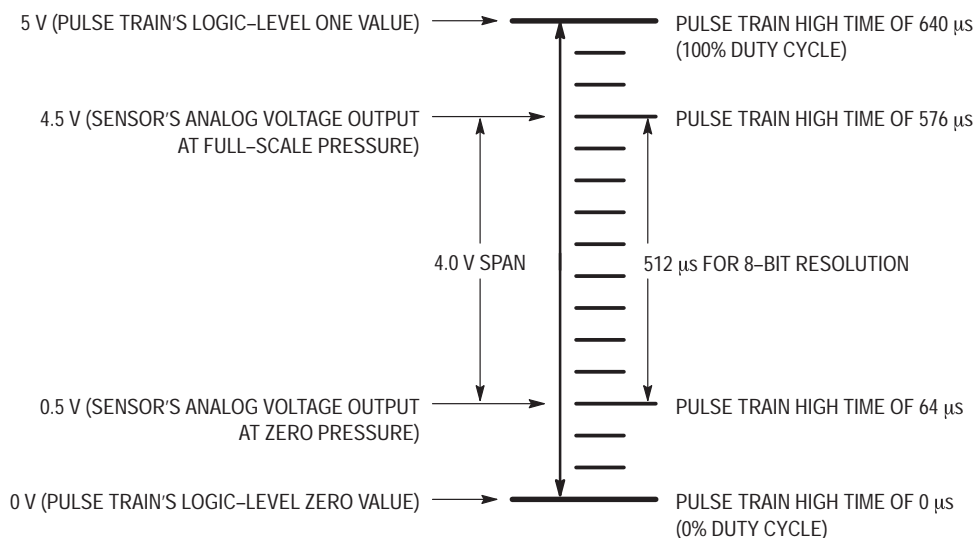 5 V (PULSE TRAIN'S LOGIC–LEVEL ONE VALUE)
PULSE TRAIN HIGH TIME OF 640 μs
(100% DUTY CYCLE)
4.5 V (SENSOR'S ANALOG VOLTAGE OUTPUT
AT FULL–SCALE PRESSURE)
PULSE TRAIN HIGH TIME OF 576 μs
4.0 V SPAN
512 μs FOR 8–BIT RESOLUTION
0.5 V (SENSOR'S ANALOG VOLTAGE OUTPUT
AT ZERO PRESSURE)
PULSE TRAIN HIGH TIME OF 64 μs
0 V (PULSE TRAIN'S LOGIC–LEVEL ZERO VALUE)
PULSE TRAIN HIGH TIME OF 0 μs
(0% DUTY CYCLE)